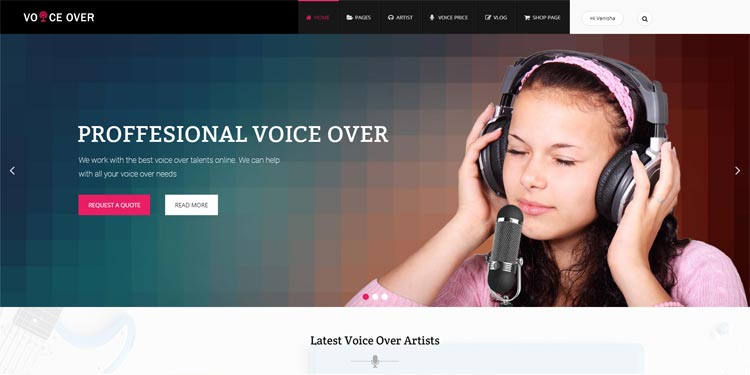 VOICE OVER
HOME PAGES ARTIST VOICE PRICE VLOG SHOP PAGE Hi Venisha
PROFFESIONAL VOICE OVER
We work with the best voice over talents online. We can help
with all your voice over needs
REQUEST A QUOTE READ MORE
Latest Voice Over Artists